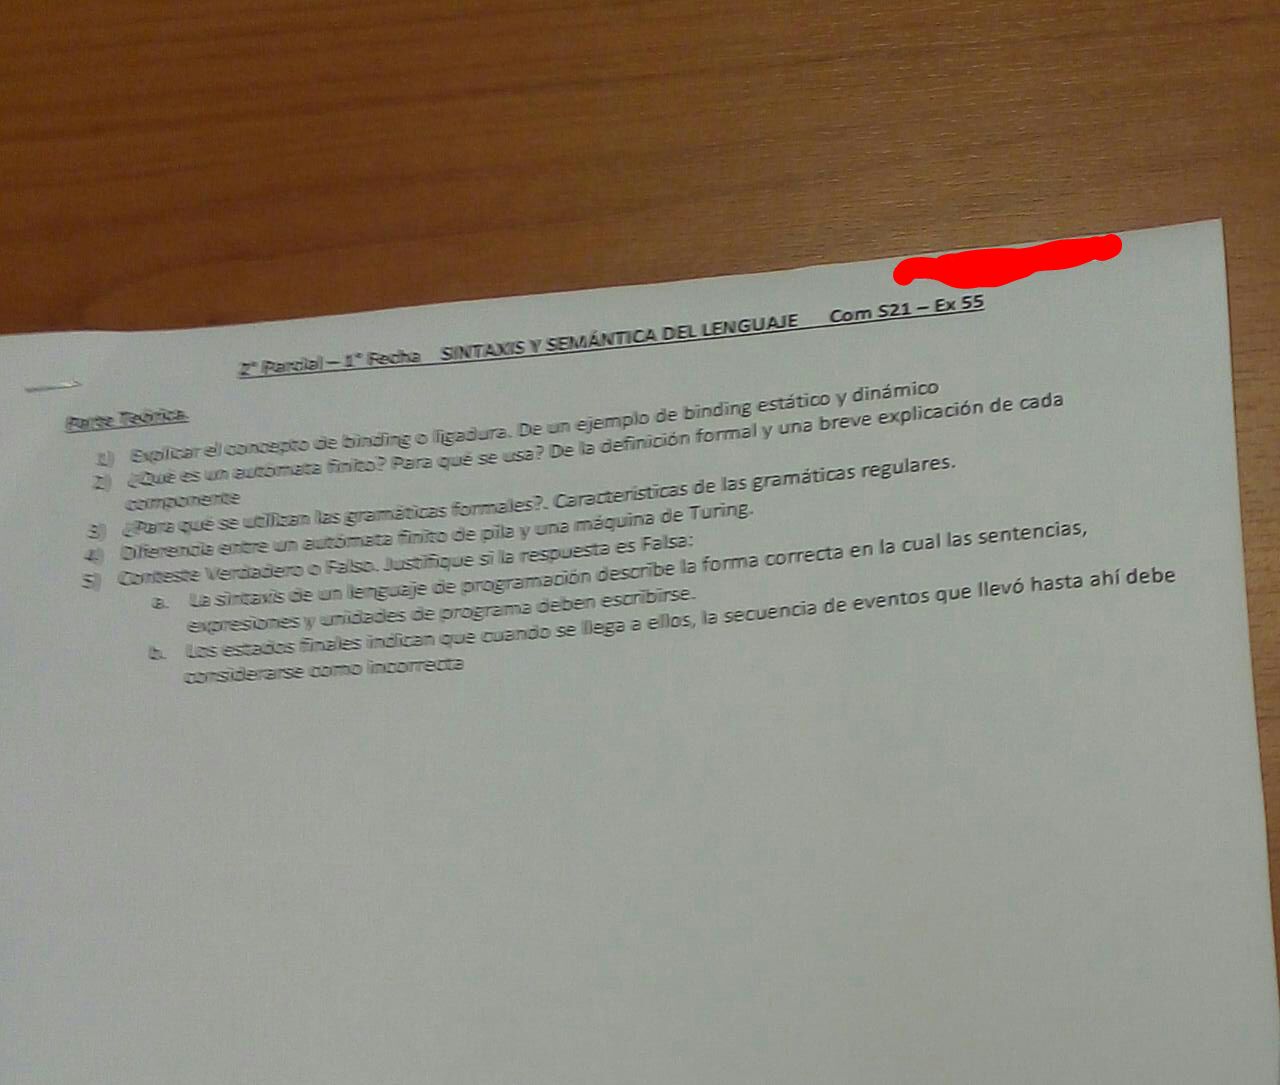 2° Parcial – 1° Fecha SINTAXIS Y SEMÁNTICA DEL LENGUAJE Com S21 – Ex 55
Parte Teórica
1) Explicar el concepto de binding o ligadura. De un ejemplo de binding estático y dinámico
2) ¿Qué es un autómata finito? Para qué se usa? De la definición formal y una breve explicación de cada
componente
3) ¿Para qué se utilizan las gramáticas formales?. Características de las gramáticas regulares.
4) Diferencia entre un autómata finito de pila y una máquina de Turing.
5) Conteste Verdadero o Falso. Justifique si la respuesta es Falsa:
a. La sintaxis de un lenguaje de programación describe la forma correcta en la cual las sentencias,
expresiones y unidades de programa deben escribirse.
b. Los estados finales indican que cuando se llega a ellos, la secuencia de eventos que llevó hasta ahí debe
considerarse como incorrecta